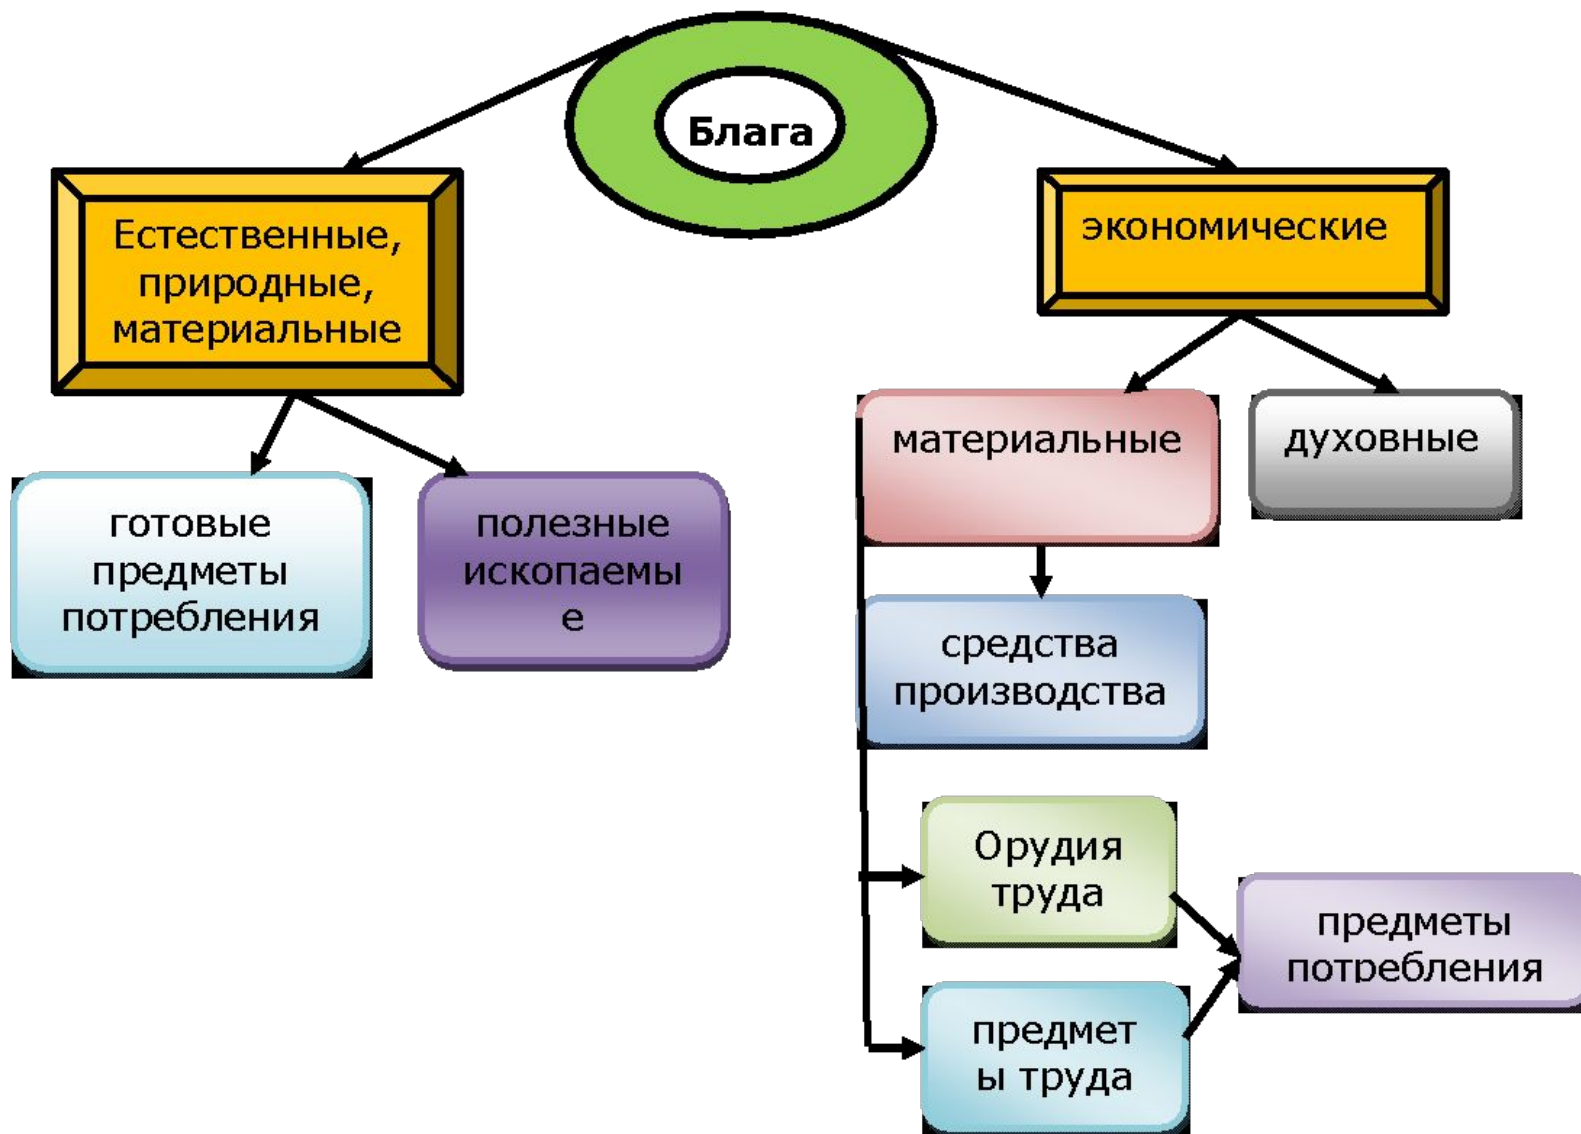 Блага
Естественные,
природные,
материальные
экономические
готовые
предметы
потребления
полезные
ископаемы
е
материальные
духовные
средства
производства
Орудия
труда
предмет
ы труда
предметы
потребления